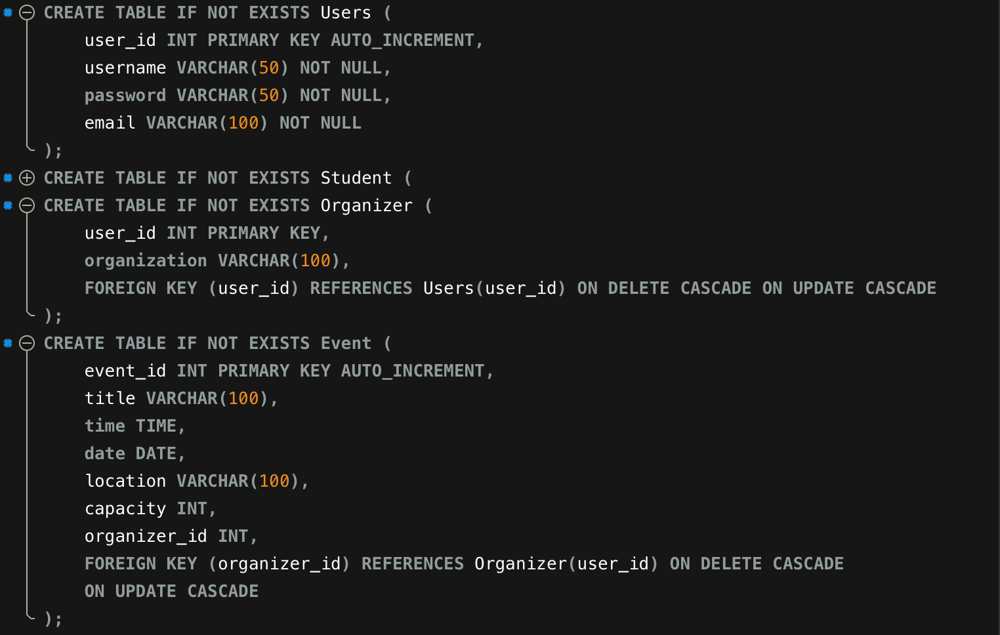 CREATE TABLE IF NOT EXISTS Users (
user_id INT PRIMARY KEY AUTO_INCREMENT,
username VARCHAR(50) NOT NULL,
password VARCHAR(50) NOT NULL,
email VARCHAR(100) NOT NULL
);
CREATE TABLE IF NOT EXISTS Student (
CREATE TABLE IF NOT EXISTS Organizer (
user_id INT PRIMARY KEY,
organization VARCHAR(100),
FOREIGN KEY (user_id) REFERENCES Users(user_id) ON DELETE CASCADE ON UPDATE CASCADE
);
CREATE TABLE IF NOT EXISTS Event (
event_id INT PRIMARY KEY AUTO_INCREMENT,
title VARCHAR(100),
time TIME,
date DATE,
location VARCHAR(100),
capacity INT,
organizer_id INT,
FOREIGN KEY (organizer_id) REFERENCES Organizer(user_id) ON DELETE CASCADE
ON UPDATE CASCADE
);